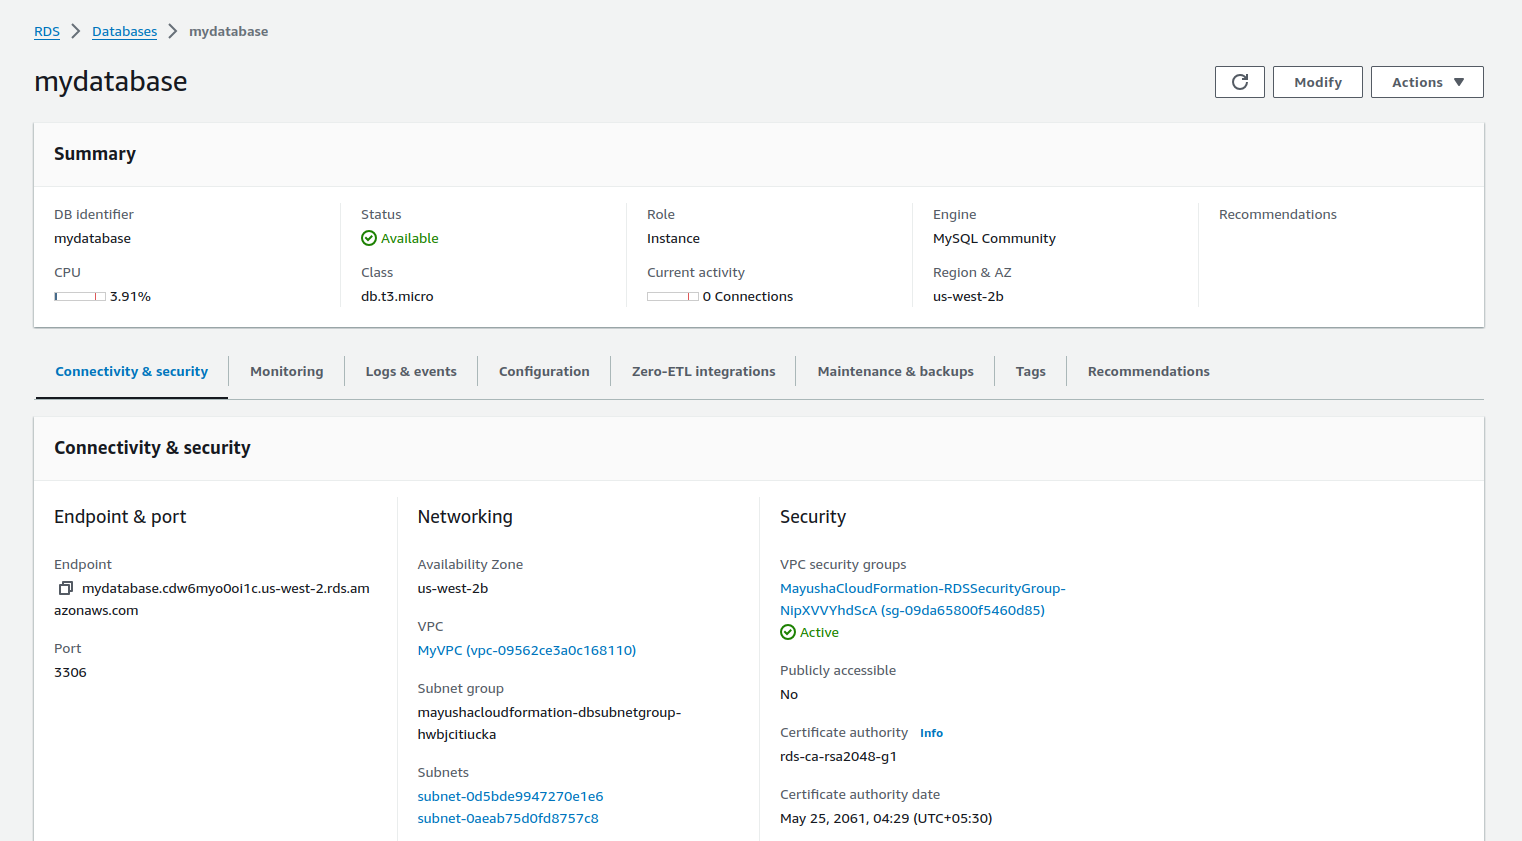 RDS Databases mydatabase
mydatabase
Modify Actions
Summary
DB identifier
mydatabase
CPU
3.91%
Status
Available
Class
db.t3.micro
Role
Instance
Current activity
0 Connections
Engine
MySQL Community
Region & AZ
us-west-2b
Recommendations
Connectivity & security Monitoring Logs & events Configuration Zero-ETL integrations Maintenance & backups Tags Recommendations
Connectivity & security
Endpoint & port
Endpoint
mydatabase.cdw6myo0oi1c.us-west-2.rds.am
azonaws.com
Port
3306
Networking
Availability Zone
us-west-2b
VPC
MyVPC (vpc-09562ce3a0c168110)
Subnet group
mayushacloudformation-dbsubnetgroup-
hwbjcitiucka
Subnets
subnet-0d5bde9947270e1e6
subnet-0aeab75d0fd8757c8
Security
VPC security groups
MayushaCloudFormation-RDSSecurityGroup-
NipXVVYhdScA (sg-09da65800f5460d85)
Active
Publicly accessible
No
Certificate authority Info
rds-ca-rsa2048-g1
Certificate authority date
May 25, 2061, 04:29 (UTC+05:30)